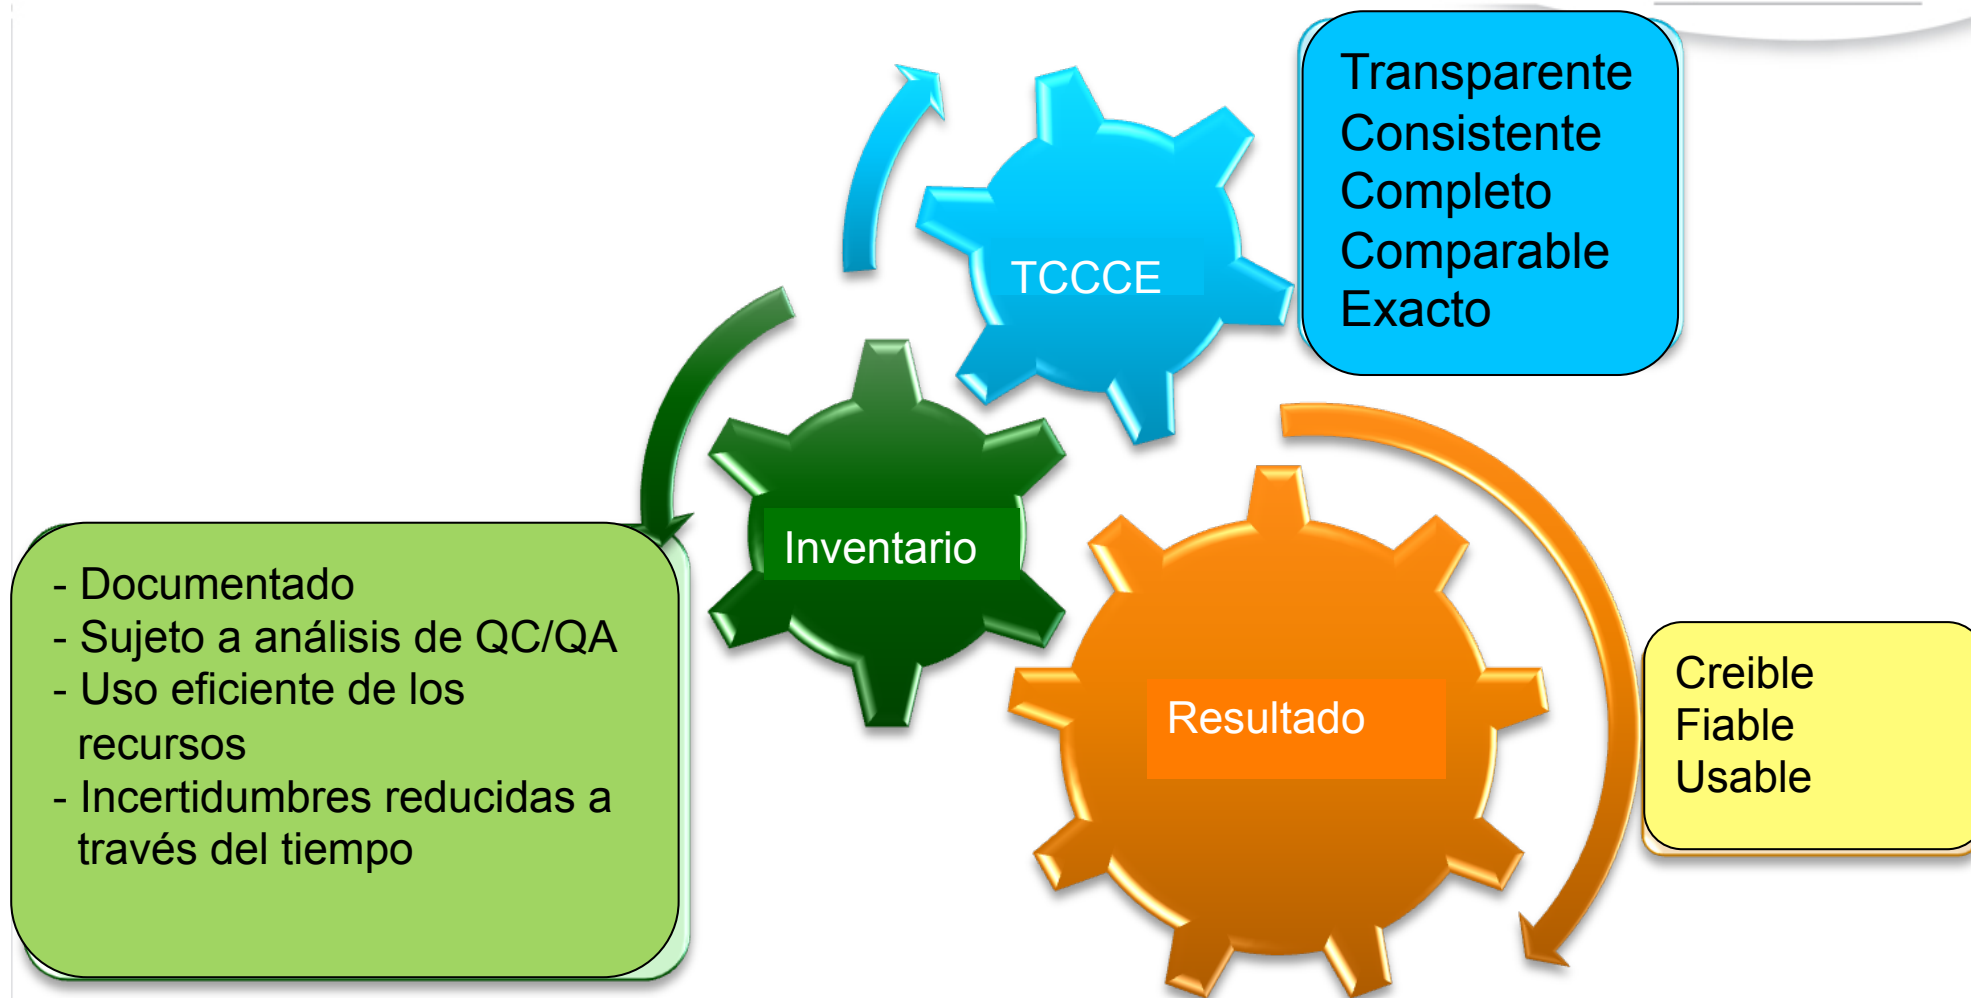 Transparente
Consistente
Completo
Comparable
Exacto
TCCCE
Inventario
- Documentado
- Sujeto a análisis de QC/QA
- Uso eficiente de los
recursos
- Incertidumbres reducidas a
través del tiempo
Resultado
Creible
Fiable
Usable